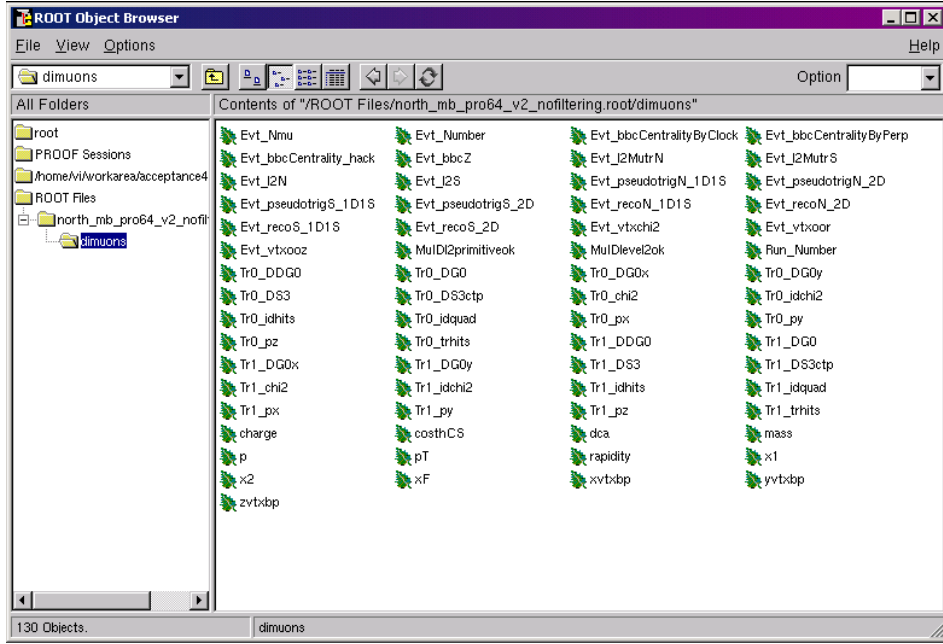 ROOT Object Browser
File View Options Help
dimuons Option
All Folders Contents of "/ROOT Files/north_mb_pro64_v2_nofiltering.root/dimuons"
root
PROOF Sessions
/home/vi/workarea/acceptance4
ROOT Files
north_mb_pro64_v2_nofil
dimuons
Evt_Nmu Evt_Number Evt_bbcCentralityByClock Evt_bbcCentralityByPerp
Evt_bbcCentrality_hack Evt_bbcZ Evt_l2MutrN Evt_l2MutrS
Evt_l2N Evt_l2S Evt_pseudotrigN_1D1S Evt_pseudotrigN_2D
Evt_pseudotrigS_1D1S Evt_pseudotrigS_2D Evt_recoN_1D1S Evt_recoN_2D
Evt_recoS_1D1S Evt_recoS_2D Evt_vtxchi2 Evt_vtxoor
Evt_vtxooz MuIDl2primitiveok MuIDlevel2ok Run_Number
Tr0_DDG0 Tr0_DG0 Tr0_DG0x Tr0_DG0y
Tr0_DS3 Tr0_DS3ctp Tr0_chi2 Tr0_idchi2
Tr0_idhits Tr0_idquad Tr0_px Tr0_py
Tr0_pz Tr0_trhits Tr1_DDG0 Tr1_DG0
Tr1_DG0x Tr1_DG0y Tr1_DS3 Tr1_DS3ctp
Tr1_chi2 Tr1_idchi2 Tr1_idhits Tr1_idquad
Tr1_px Tr1_py Tr1_pz Tr1_trhits
charge costhCS dca mass
p pT rapidity x1
x2 xF xvtxbp yvtxbp
zvtxbp
130 Objects. dimuons